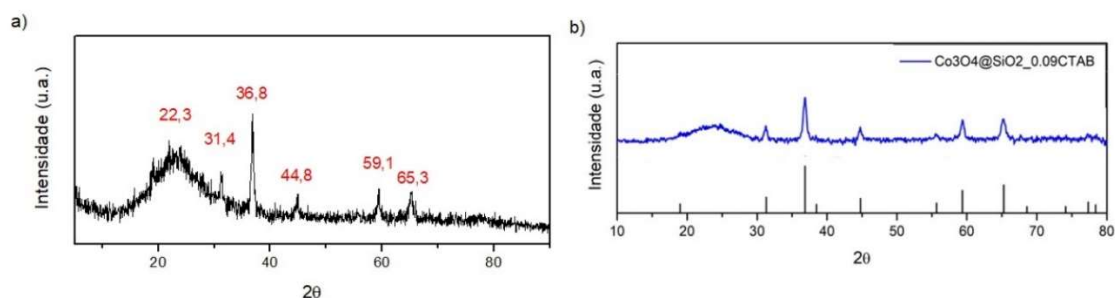 a)
Intensidade (u.a.)
22,3
31,4
36,8
44,8
59,1
65,3
20
40
60
80
2θ
b)
Intensidade (u.a.)
Co3O4@SiO2_0.09CTAB
10
20
30
40
50
60
70
80
2θ